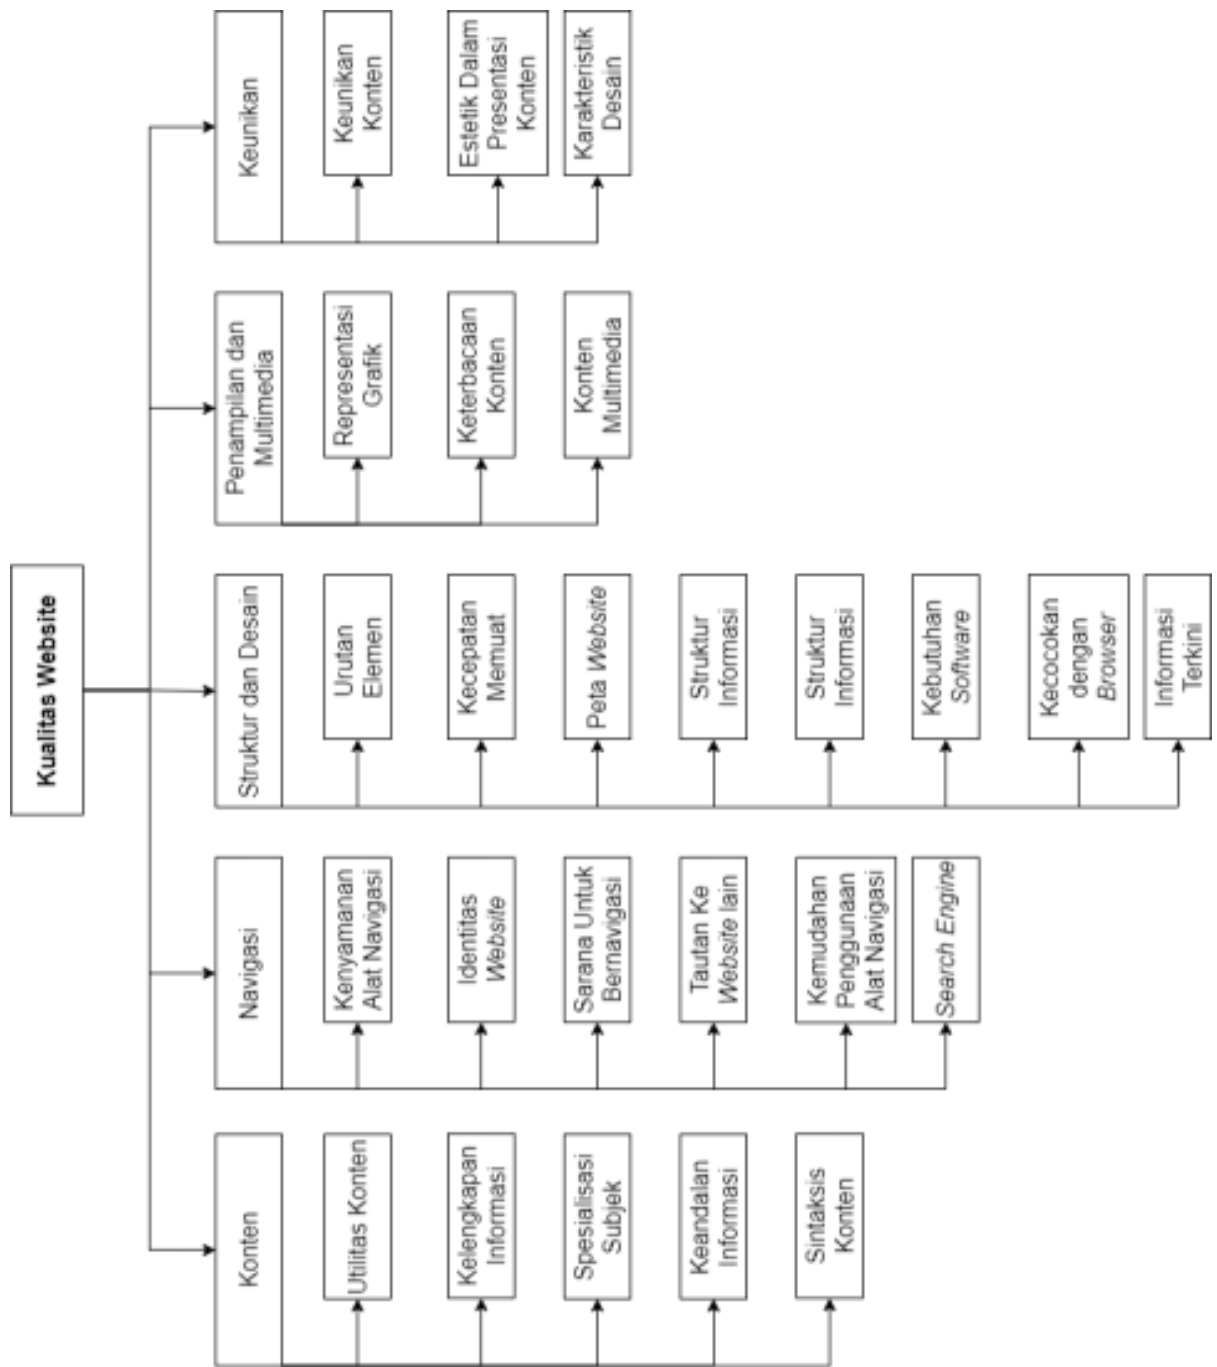 Kualitas Website
Konten
Utilitas Konten
Kelengkapan
Informasi
Spesialisasi
Subjek
Keandalan
Informasi
Sintaksis
Konten
Navigasi
Kenyamanan
Alat Navigasi
Identitas
Website
Sarana Untuk
Bernavigasi
Tautan Ke
Website lain
Kemudahan
Penggunaan
Alat Navigasi
Search Engine
Struktur dan Desain
Urutan
Elemen
Kecepatan
Memuat
Peta Website
Struktur
Informasi
Struktur
Informasi
Kebutuhan
Software
Kecocokan
dengan
Browser
Informasi
Terkini
Penampilan dan
Multimedia
Representasi
Grafik
Keterbacaan
Konten
Konten
Multimedia
Keunikan
Keunikan
Konten
Estetik Dalam
Presentasi
Konten
Karakteristik
Desain